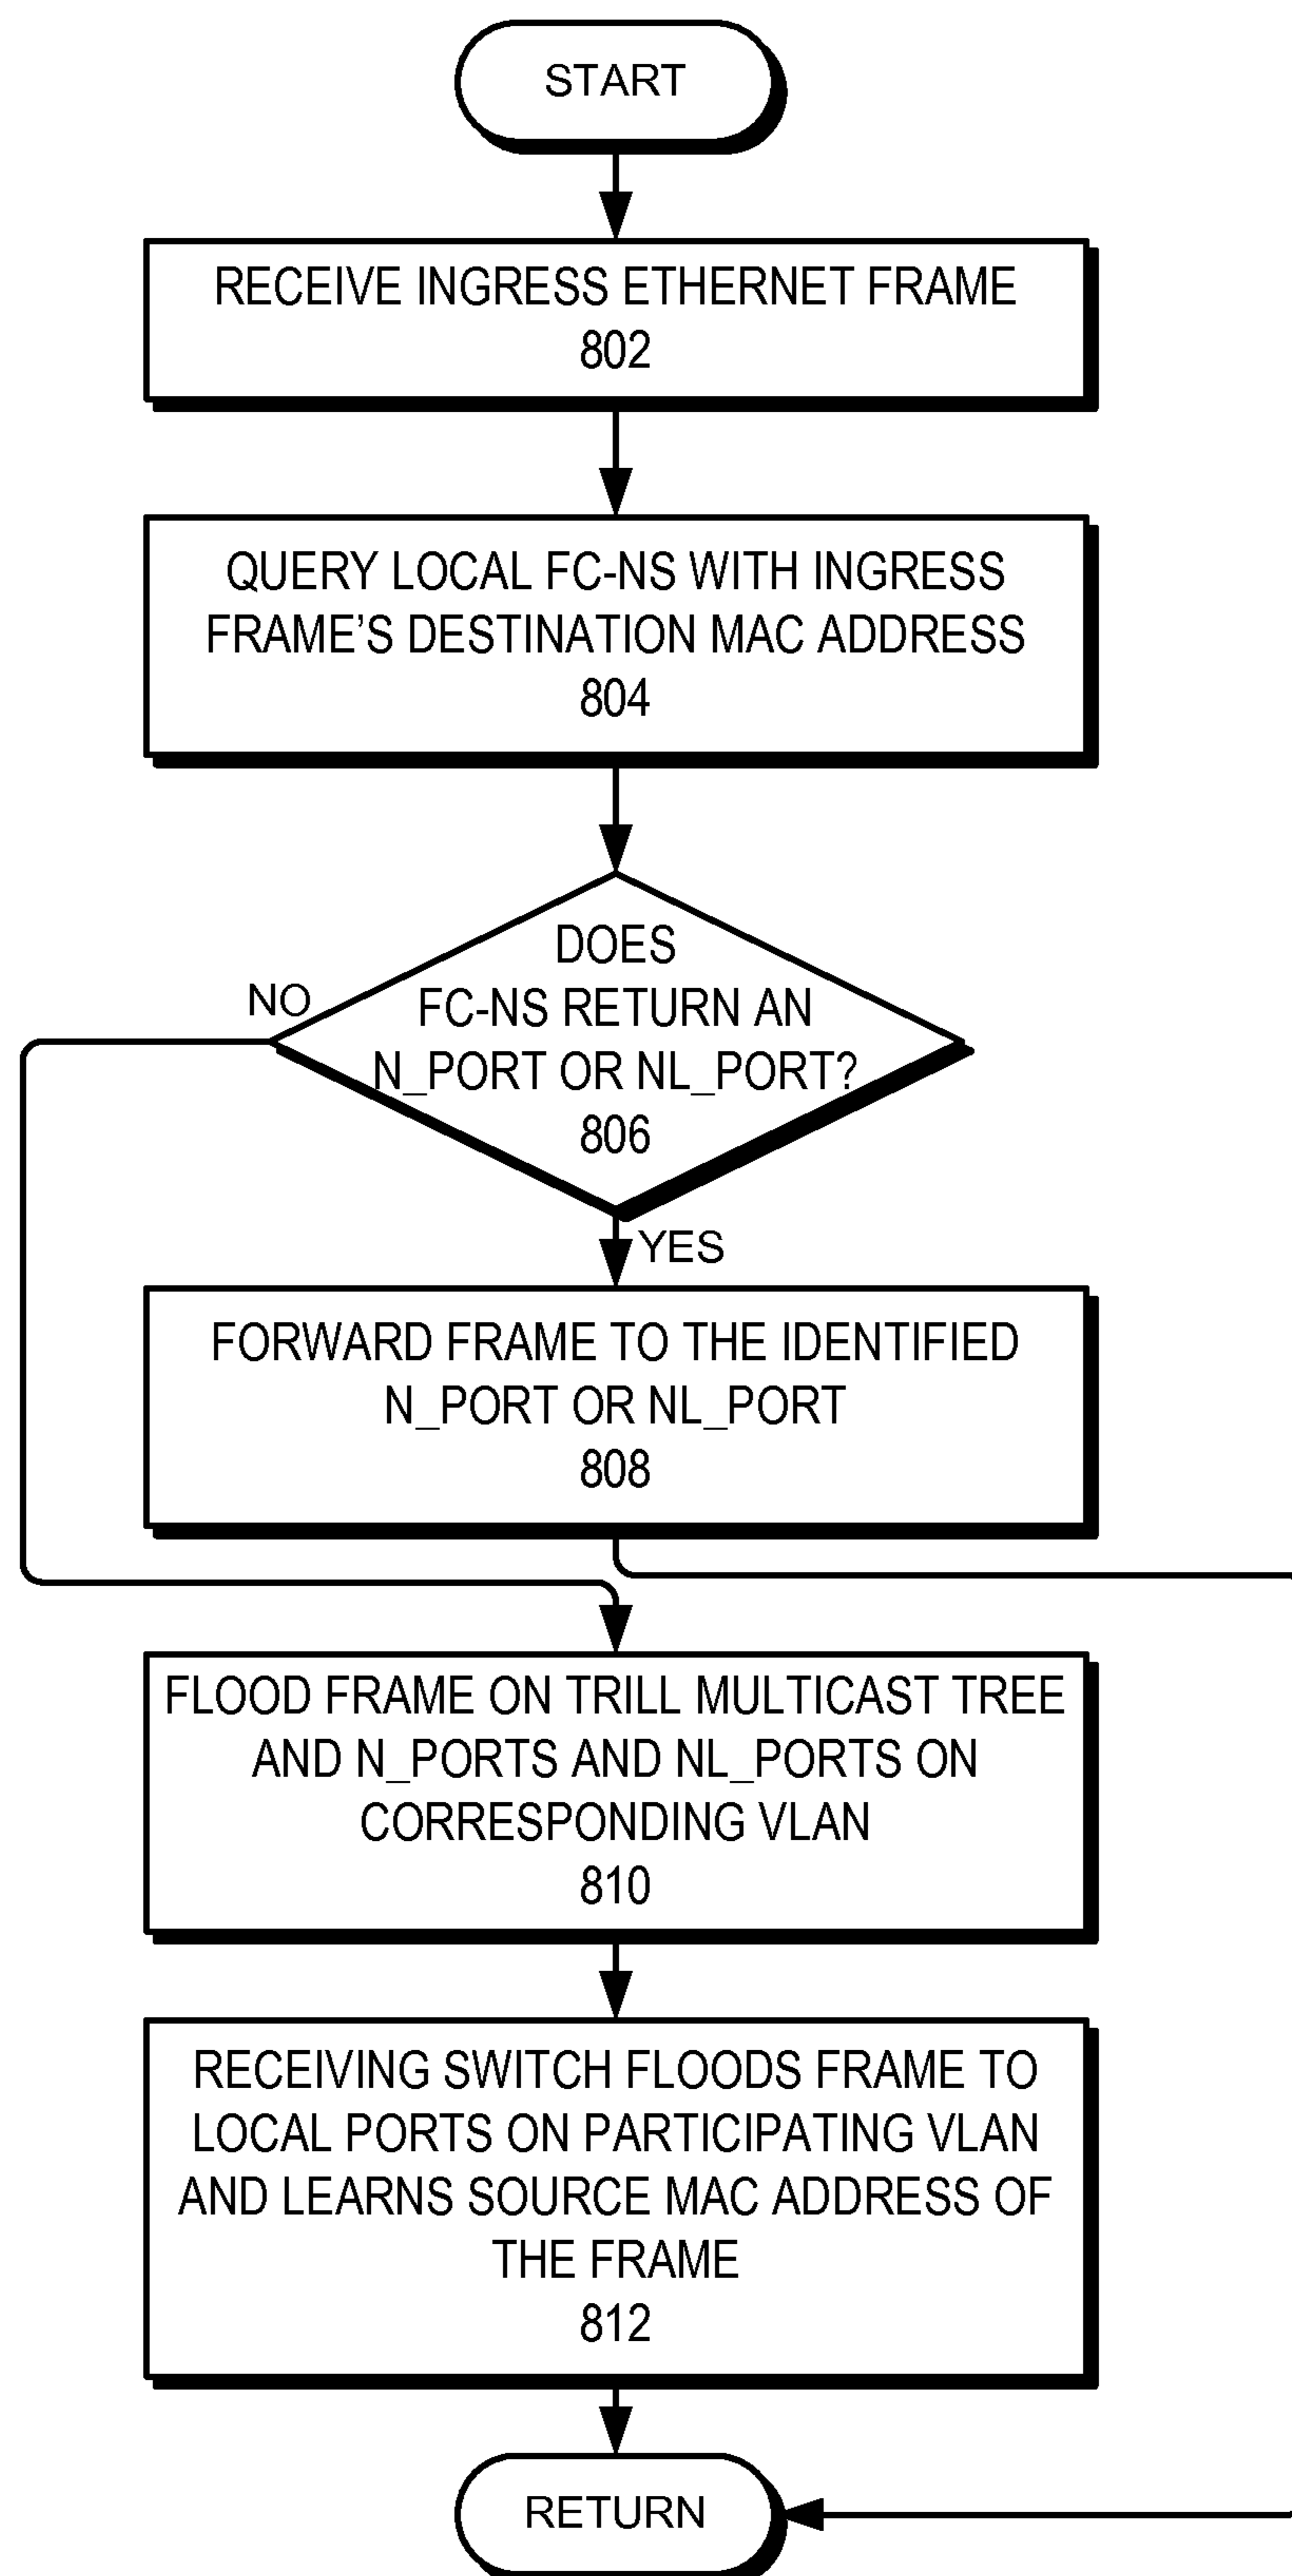 START
RECEIVE INGRESS ETHERNET FRAME
802
QUERY LOCAL FC-NS WITH INGRESS
FRAME’S DESTINATION MAC ADDRESS
804
DOES
FC-NS RETURN AN
N_PORT OR NL_PORT?
806
NO
YES
FORWARD FRAME TO THE IDENTIFIED
N_PORT OR NL_PORT
808
FLOOD FRAME ON TRILL MULTICAST TREE
AND N_PORTS AND NL_PORTS ON
CORRESPONDING VLAN
810
RECEIVING SWITCH FLOODS FRAME TO
LOCAL PORTS ON PARTICIPATING VLAN
AND LEARNS SOURCE MAC ADDRESS OF
THE FRAME
812
RETURN